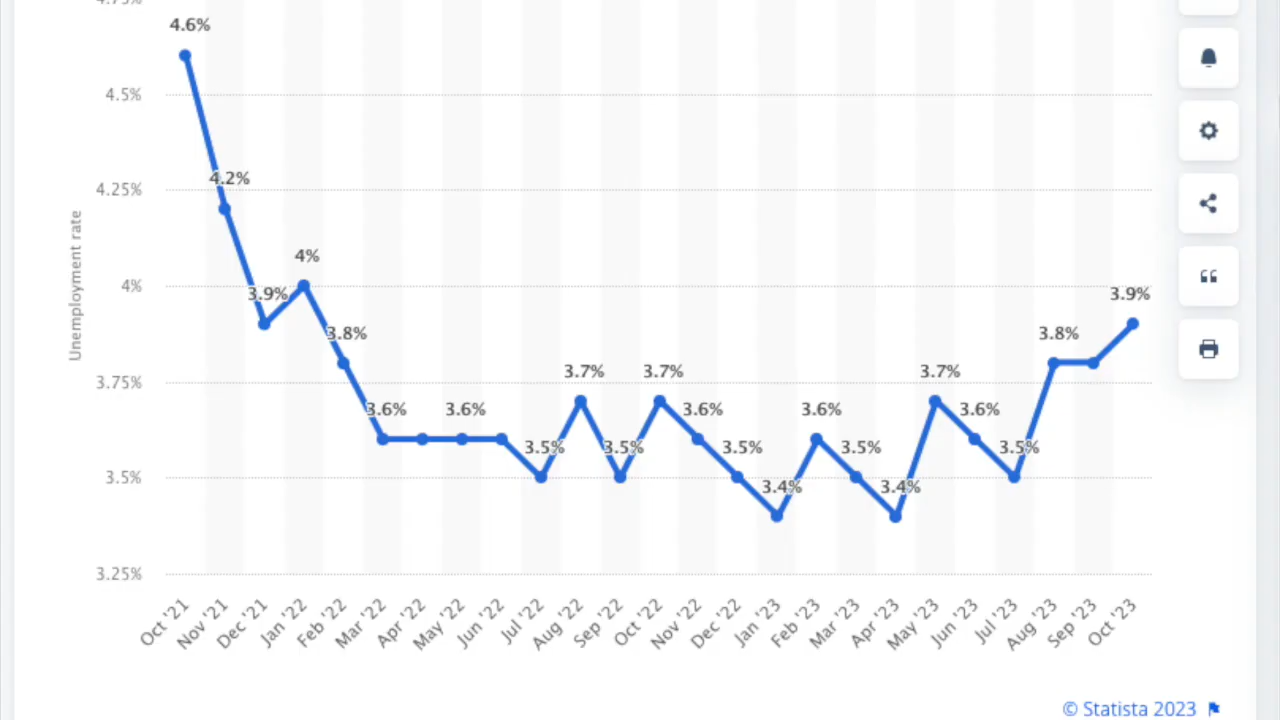 4.75%
4.6%
4.5%
4.2%
4.25%
Unemployment rate
4%
3.9%
4%
3.8%
3.9%
3.8%
3.75%
3.7%
3.7%
3.7%
3.6%
3.6%
3.6%
3.6%
3.6%
3.5%
3.5%
3.5%
3.5%
3.5%
3.5%
3.4%
3.4%
3.25%
Oct '21
Nov '21
Dec '21
Jan '22
Feb '22
Mar '22
Apr '22
May '22
Jun '22
Jul '22
Aug '22
Sep '22
Oct '22
Nov '22
Dec '22
Jan '23
Feb '23
Mar '23
Apr '23
May '23
Jun '23
Jul '23
Aug '23
Sep '23
Oct '23
© Statista 2023